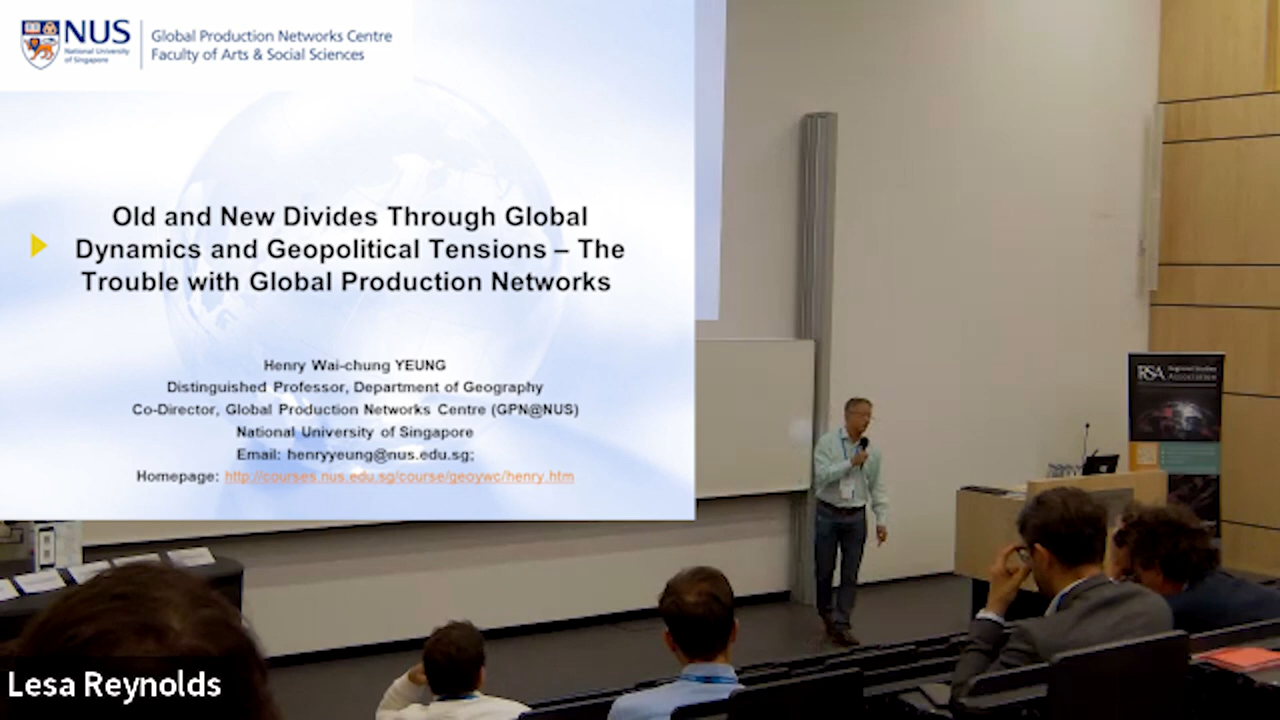 NUS
National University
of Singapore
Global Production Networks Centre
Faculty of Arts & Social Sciences
Old and New Divides Through Global
Dynamics and Geopolitical Tensions – The
Trouble with Global Production Networks
Henry Wai-chung YEUNG
Distinguished Professor, Department of Geography
Co-Director, Global Production Networks Centre (GPN@NUS)
National University of Singapore
Email: henryyeung@nus.edu.sg;
Homepage: http://courses.nus.edu.sg/course/geoywc/henry.htm
RSA Regional Studies
Association
Lesa Reynolds